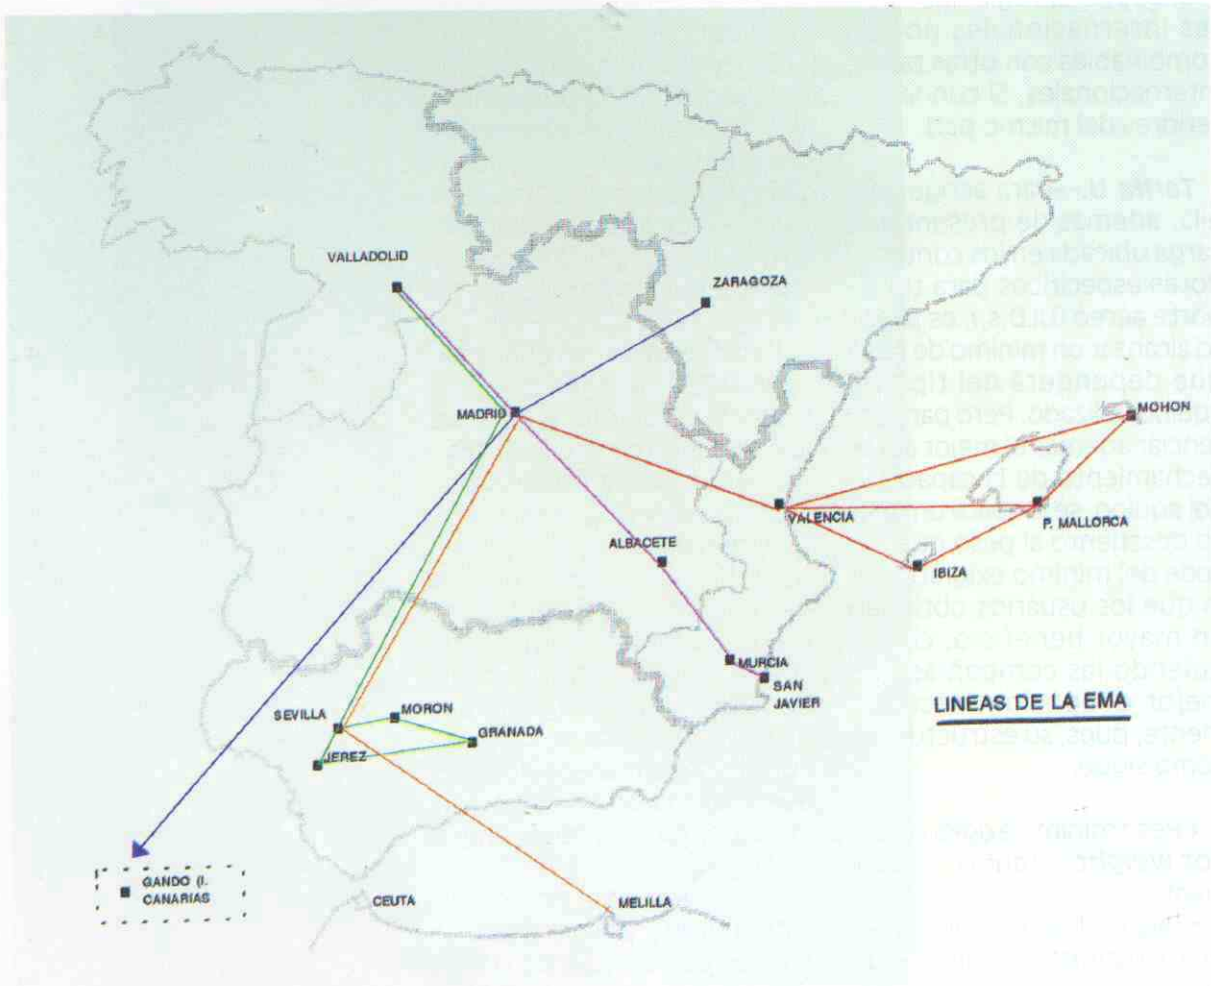 VALLADOLID
ZARAGOZA
MADRID
MOHON
VALENCIA
P. MALLORCA
ALBACETE
IBIZA
MURCIA
SAN
JAVIER
LINEAS DE LA EMA
SEVILLA
MORON
GRANADA
JEREZ
GANDO (I.
CANARIAS
CEUTA
MELILLA